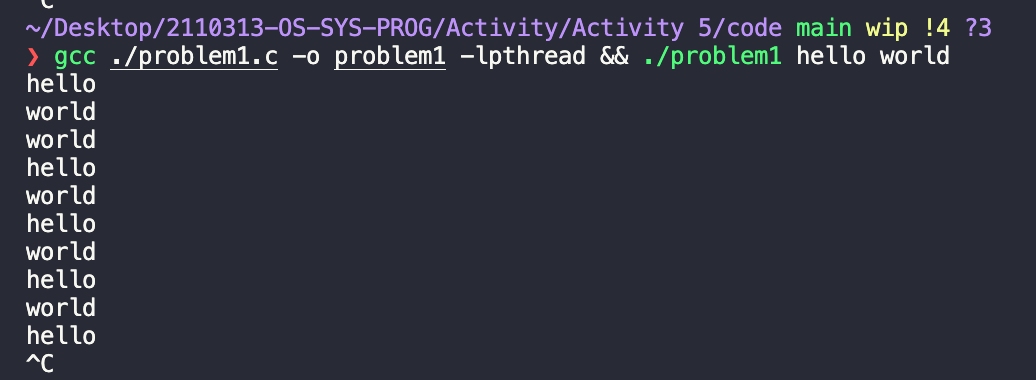 ^C
~/Desktop/2110313-OS-SYS-PROG/Activity/Activity 5/code main wip !4 ?3
❯ gcc ./problem1.c -o problem1 -lpthread && ./problem1 hello world
hello
world
world
hello
world
hello
world
hello
world
hello
^C